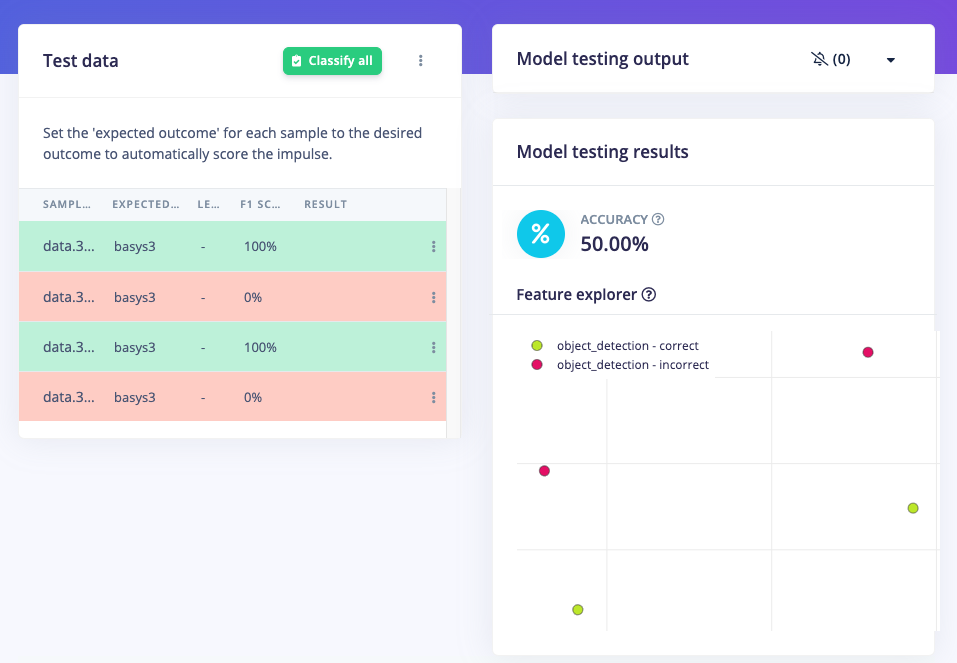 Test data
Classify all
Set the 'expected outcome' for each sample to the desired
outcome to automatically score the impulse.
SAMPL... EXPECTED... LE... F1 SC... RESULT
data.3... basys3 - 100%
data.3... basys3 - 0%
data.3... basys3 - 100%
data.3... basys3 - 0%
Model testing output
(0)
Model testing results
%
ACCURACY ?
50.00%
Feature explorer ?
object_detection - correct
object_detection - incorrect